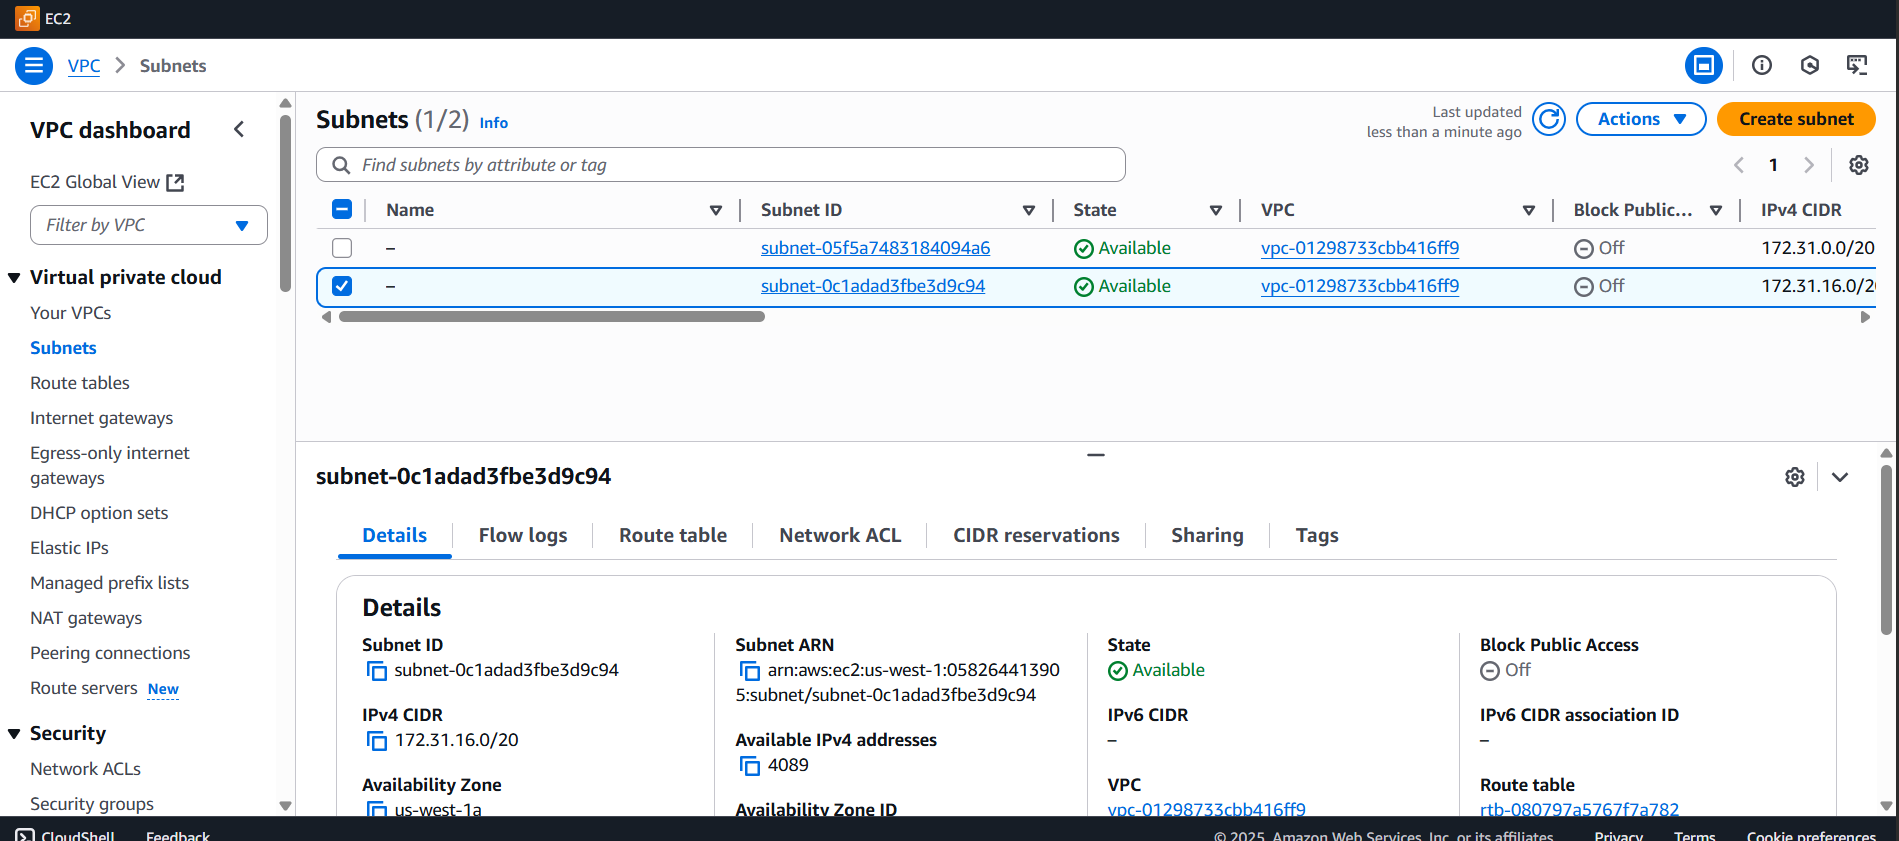 EC2
VPC > Subnets
VPC dashboard
EC2 Global View
Filter by VPC
Virtual private cloud
Your VPCs
Subnets
Route tables
Internet gateways
Egress-only internet
gateways
DHCP option sets
Elastic IPs
Managed prefix lists
NAT gateways
Peering connections
Route servers New
Security
Network ACLs
Security groups
Subnets (1/2) Info
Last updated
less than a minute ago
Actions
Create subnet
Find subnets by attribute or tag
1
Name Subnet ID State VPC Block Public... IPv4 CIDR
– subnet-05f5a7483184094a6 Available vpc-01298733cbb416ff9 Off 172.31.0.0/20
– subnet-0c1adad3fbe3d9c94 Available vpc-01298733cbb416ff9 Off 172.31.16.0/2
subnet-0c1adad3fbe3d9c94
Details Flow logs Route table Network ACL CIDR reservations Sharing Tags
Details
Subnet ID
subnet-0c1adad3fbe3d9c94
IPv4 CIDR
172.31.16.0/20
Availability Zone
us-west-1a
Subnet ARN
arn:aws:ec2:us-west-1:05826441390
5:subnet/subnet-0c1adad3fbe3d9c94
Available IPv4 addresses
4089
Availability Zone ID
State
Available
IPv6 CIDR
–
VPC
vpc-01298733cbb416ff9
Block Public Access
Off
IPv6 CIDR association ID
–
Route table
rtb-080797a5767f7a782
CloudShell Feedback © 2025, Amazon Web Services, Inc. or its affiliates. Privacy Terms Cookie preferences